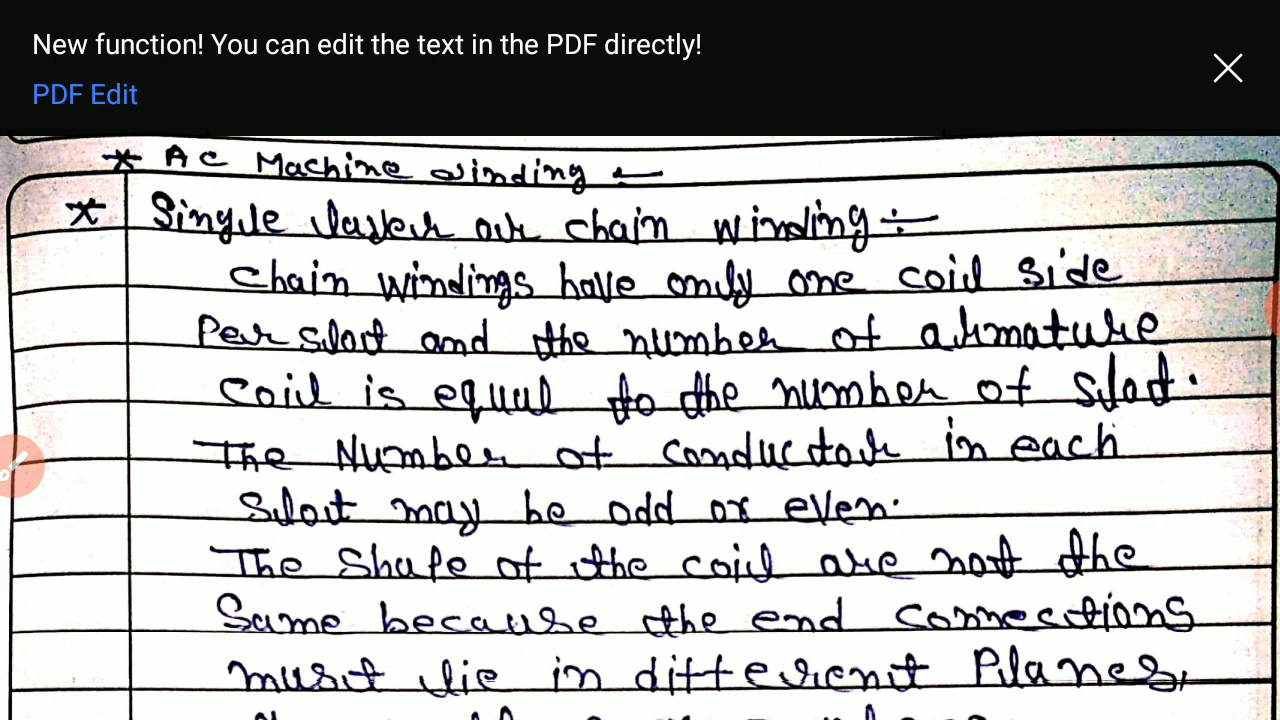 New function! You can edit the text in the PDF directly!
PDF Edit
* AC Machine winding :-
* Single layer or chain winding :-
Chain windings have only one coil side
Per slot and the number of armature
Coil is equal to the number of slot.
The Number of conductor in each
Slot may be odd or even.
The Shape of the coil are not the
Same because the end connections
must lie in different Planes,